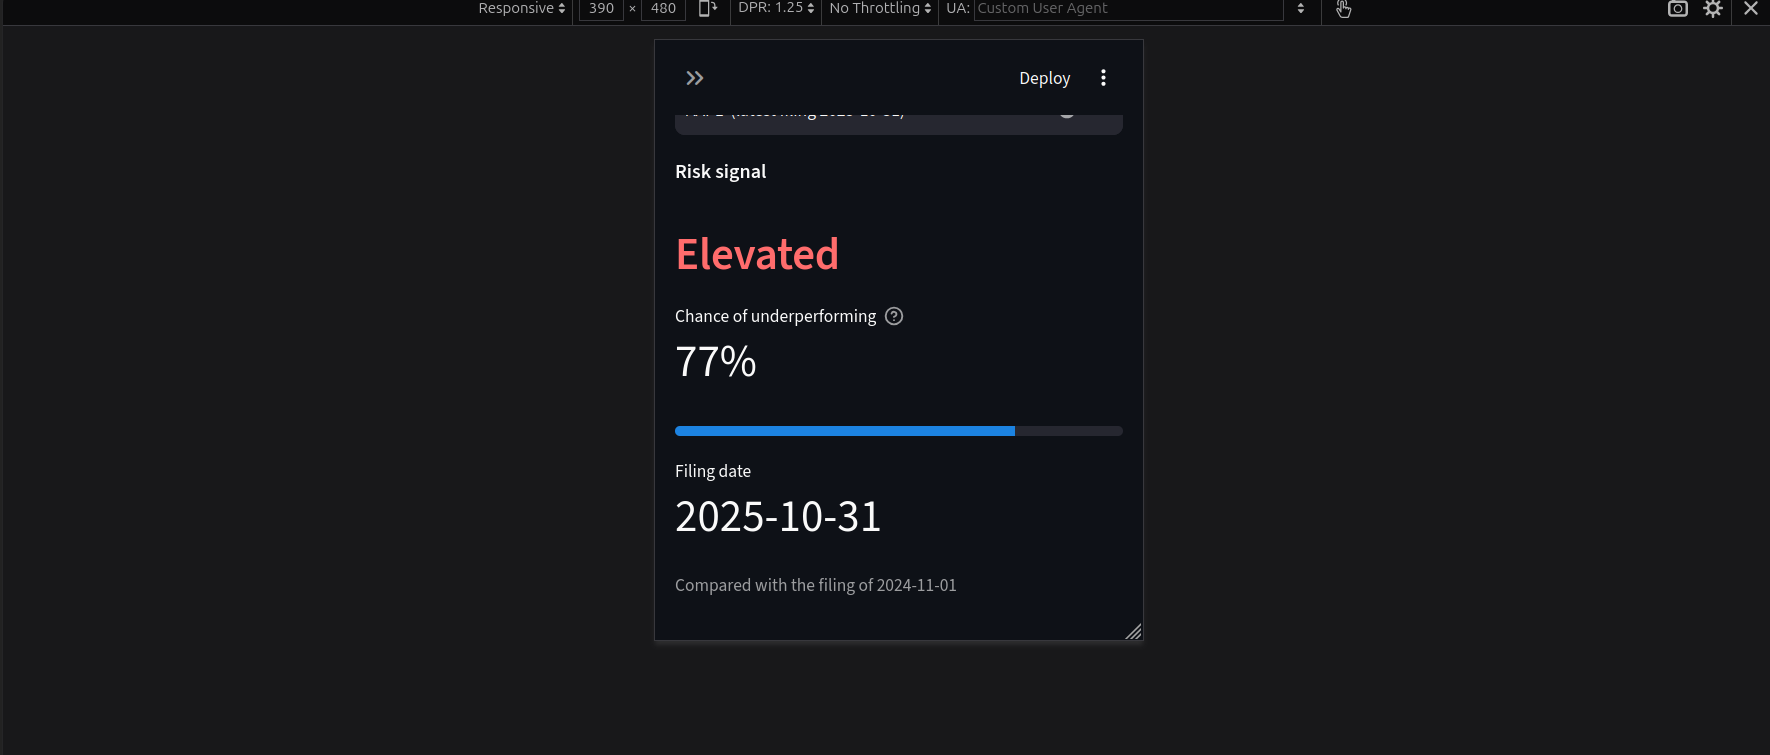 Responsive 390 × 480 DPR: 1.25 No Throttling UA: Custom User Agent
Deploy
Risk signal
Elevated
Chance of underperforming
77%
Filing date
2025-10-31
Compared with the filing of 2024-11-01